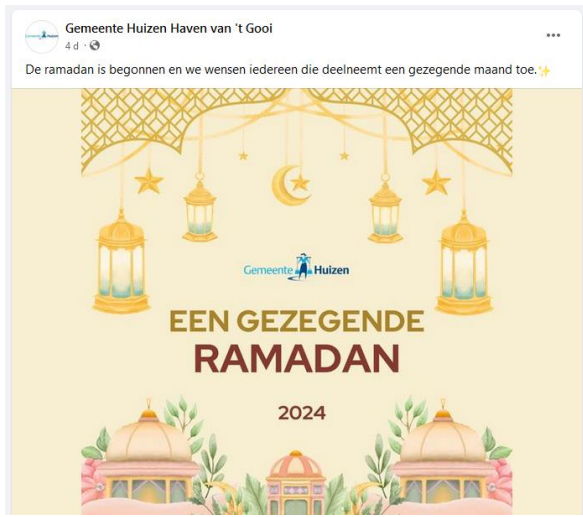 Gemeente Huizen Haven van 't Gooi
4 d ·
De ramadan is begonnen en we wensen iedereen die deelneemt een gezegende maand toe.✨
Gemeente Huizen
EEN GEZEGENDE
RAMADAN
2024